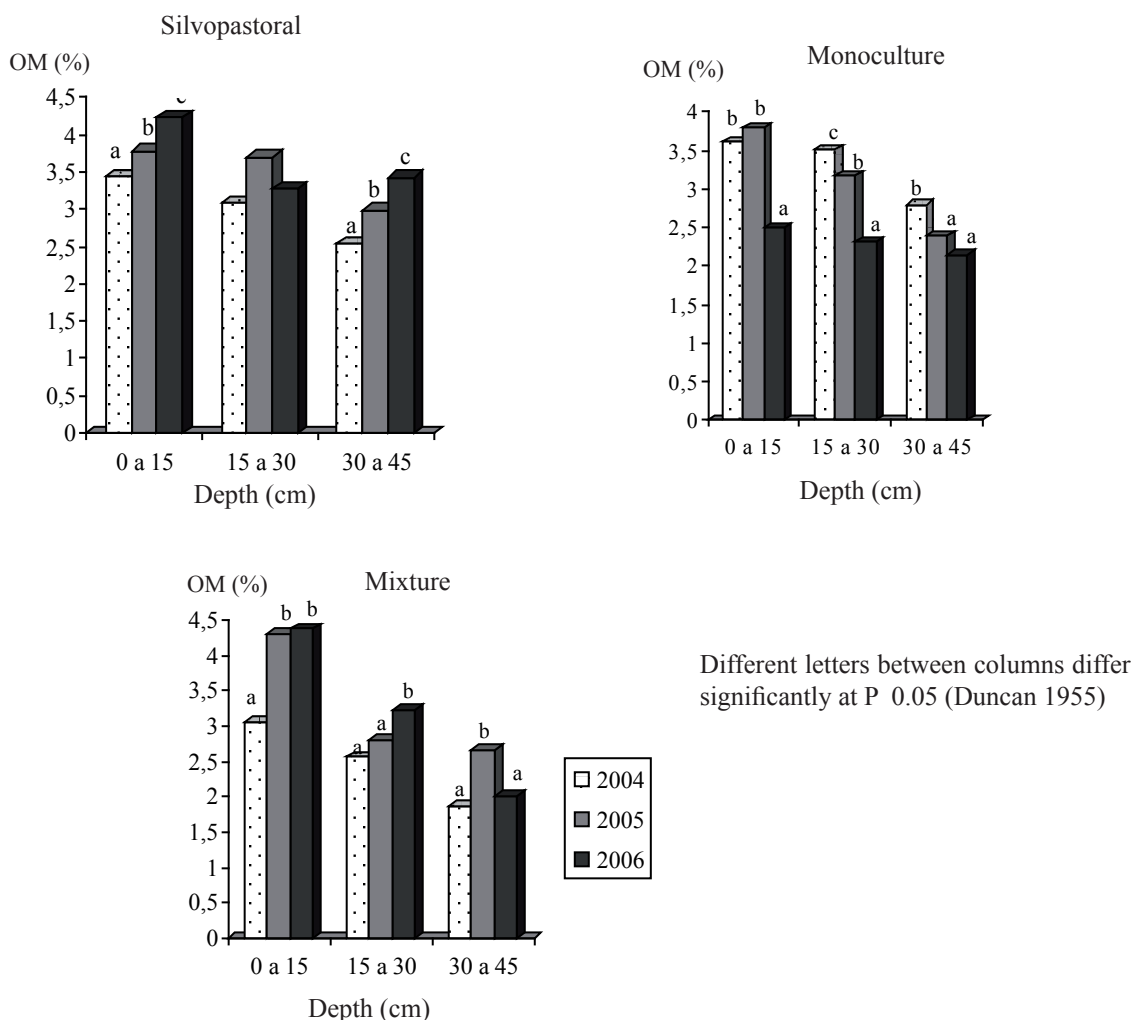 Silvopastoral
OM (%)
4,5
4
3,5
3
2,5
2
1,5
1
0,5
0
a
b
a
b
c
0 a 15
15 a 30
30 a 45
Depth (cm)
Monoculture
OM (%)
4
3,5
3
2,5
2
1,5
1
0,5
0
b
b
a
c
b
a
b
a
a
0 a 15
15 a 30
30 a 45
Depth (cm)
Mixture
OM (%)
4,5
4
3,5
3
2,5
2
1,5
1
0,5
0
a
b
b
a
a
b
a
b
a
0 a 15
15 a 30
30 a 45
Depth (cm)
2004
2005
2006
Different letters between columns differ
significantly at P 0.05 (Duncan 1955)